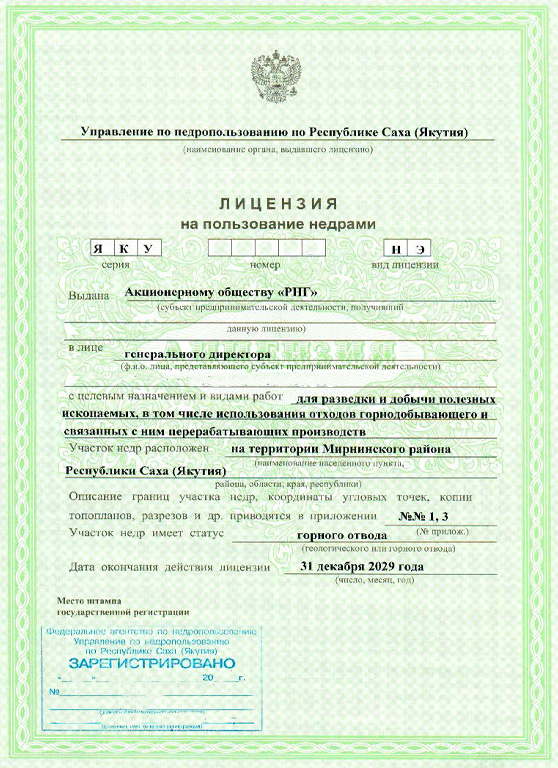 Управление по недропользованию по Республике Саха (Якутия)
(наименование органа, выдавшего лицензию)
ЛИЦЕНЗИЯ
на пользование недрами
Я К У Н Э
серия номер вид лицензии
Выдана Акционерному обществу «РНГ»
(субъект предпринимательской деятельности, получивший
данную лицензию)
в лице генерального директора
(ф.и.о. лица, представляющего субъект предпринимательской деятельности)
с целевым назначением и видами работ для разведки и добычи полезных
ископаемых, в том числе использования отходов горнодобывающего и
связанных с ним перерабатывающих производств
Участок недр расположен на территории Мирнинского района
(наименование населенного пункта,
Республики Саха (Якутия)
района, области, края, республики)
Описание границ участка недр, координаты угловых точек, копии
топопланов, разрезов и др. приводятся в приложении №№ 1, 3
(№ прилож.)
Участок недр имеет статус горного отвода
(геологического или горного отвода)
Дата окончания действия лицензии 31 декабря 2029 года
(число, месяц, год)
Место штампа
государственной регистрации
Федеральное агентство по недропользованию
Управление по недропользованию
по Республике Саха (Якутия)
ЗАРЕГИСТРИРОВАНО
"__" __ 20__г.
№